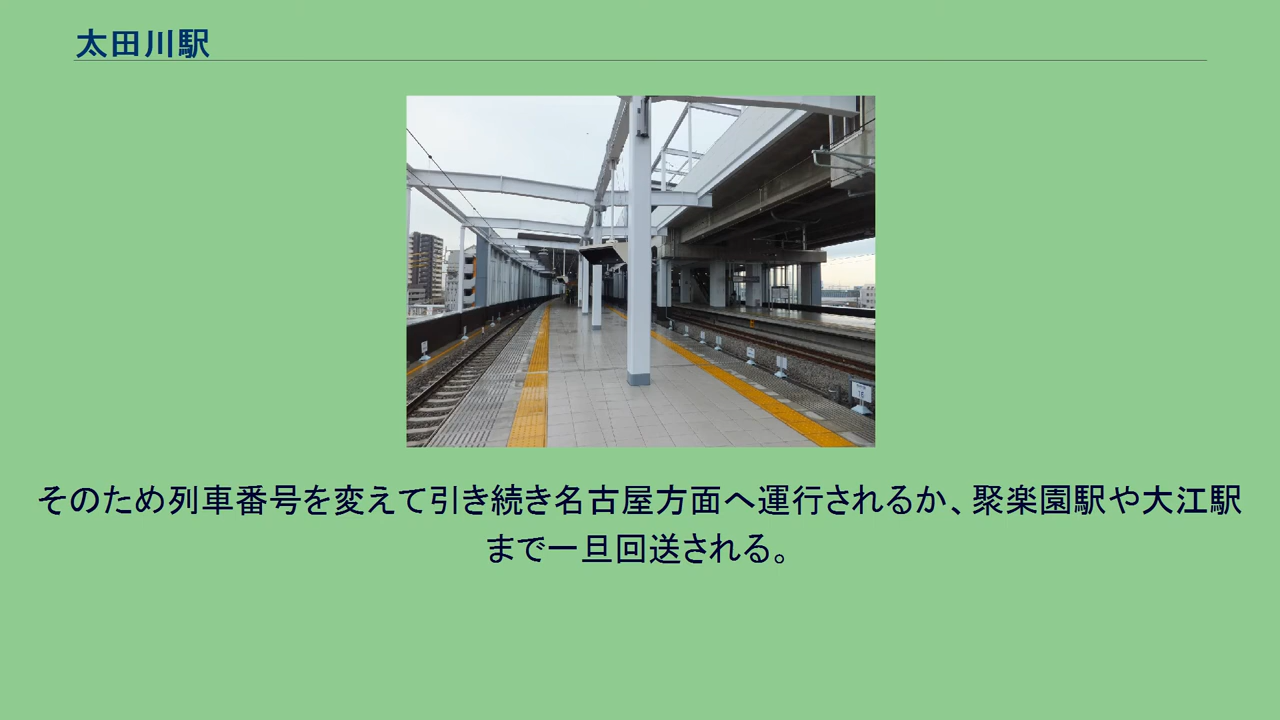 太田川駅
そのため列車番号を変えて引き続き名古屋方面へ運行されるか、聚楽園駅や大江駅
まで一旦回送される。